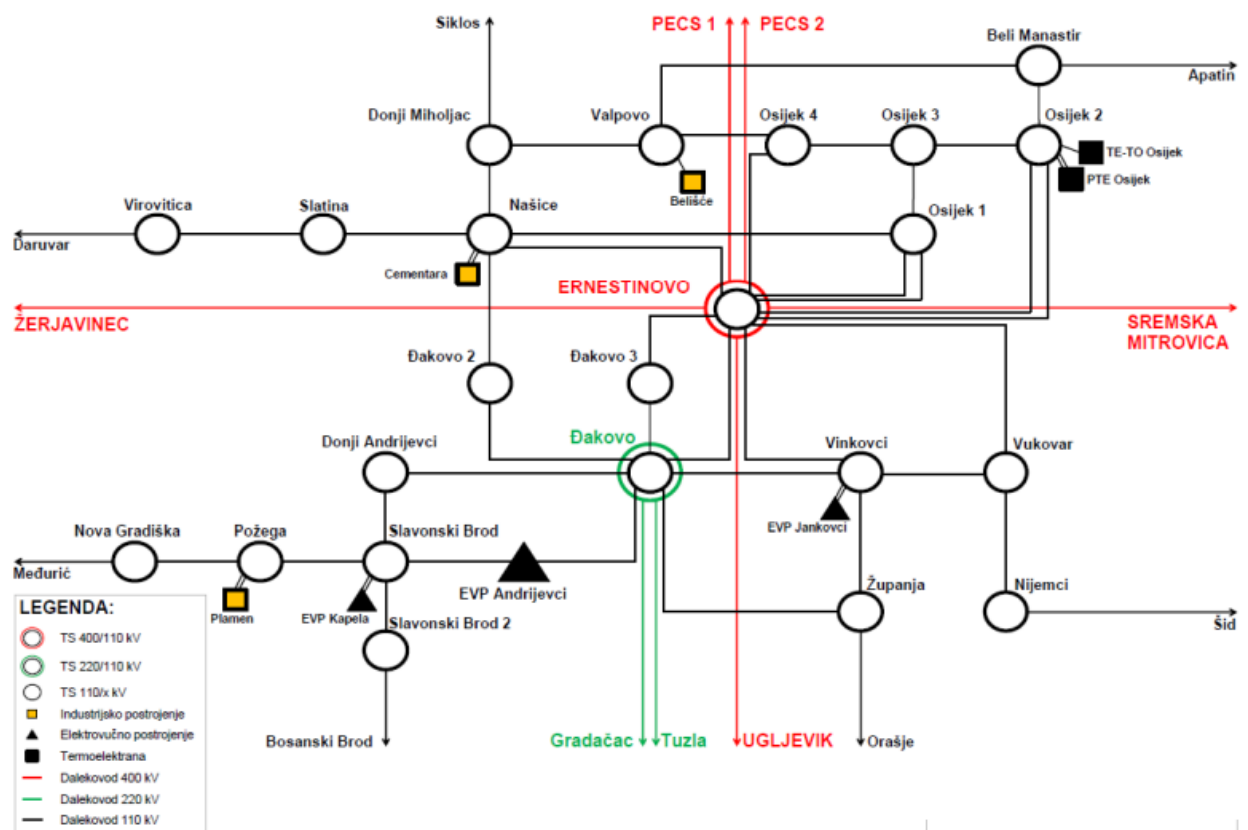 Siklos
PECS 1
PECS 2
Beli Manastir
Apatin
Donji Miholjac
Valpovo
Osijek 4
Osijek 3
Osijek 2
TE-TO Osijek
PTE Osijek
Belišće
Virovitica
Slatina
Našice
Osijek 1
Daruvar
Cementara
ERNESTINOVO
ŽERJAVINEC
SREMSKA
MITROVICA
Đakovo 2
Đakovo 3
Donji Andrijevci
Đakovo
Vinkovci
Vukovar
EVP Jankovci
Nova Gradiška
Požega
Slavonski Brod
Međurić
EVP Andrijevci
Županja
Nijemci
LEGENDA:
Plamen
EVP Kapela
Slavonski Brod 2
Šid
TS 400/110 kV
TS 220/110 kV
TS 110/x kV
Industrijsko postrojenje
Elektrovučno postrojenje
Bosanski Brod
Gradačac
Tuzla
UGLJEVIK
Orašje
Termoelektrana
Dalekovod 400 kV
Dalekovod 220 kV
Dalekovod 110 kV